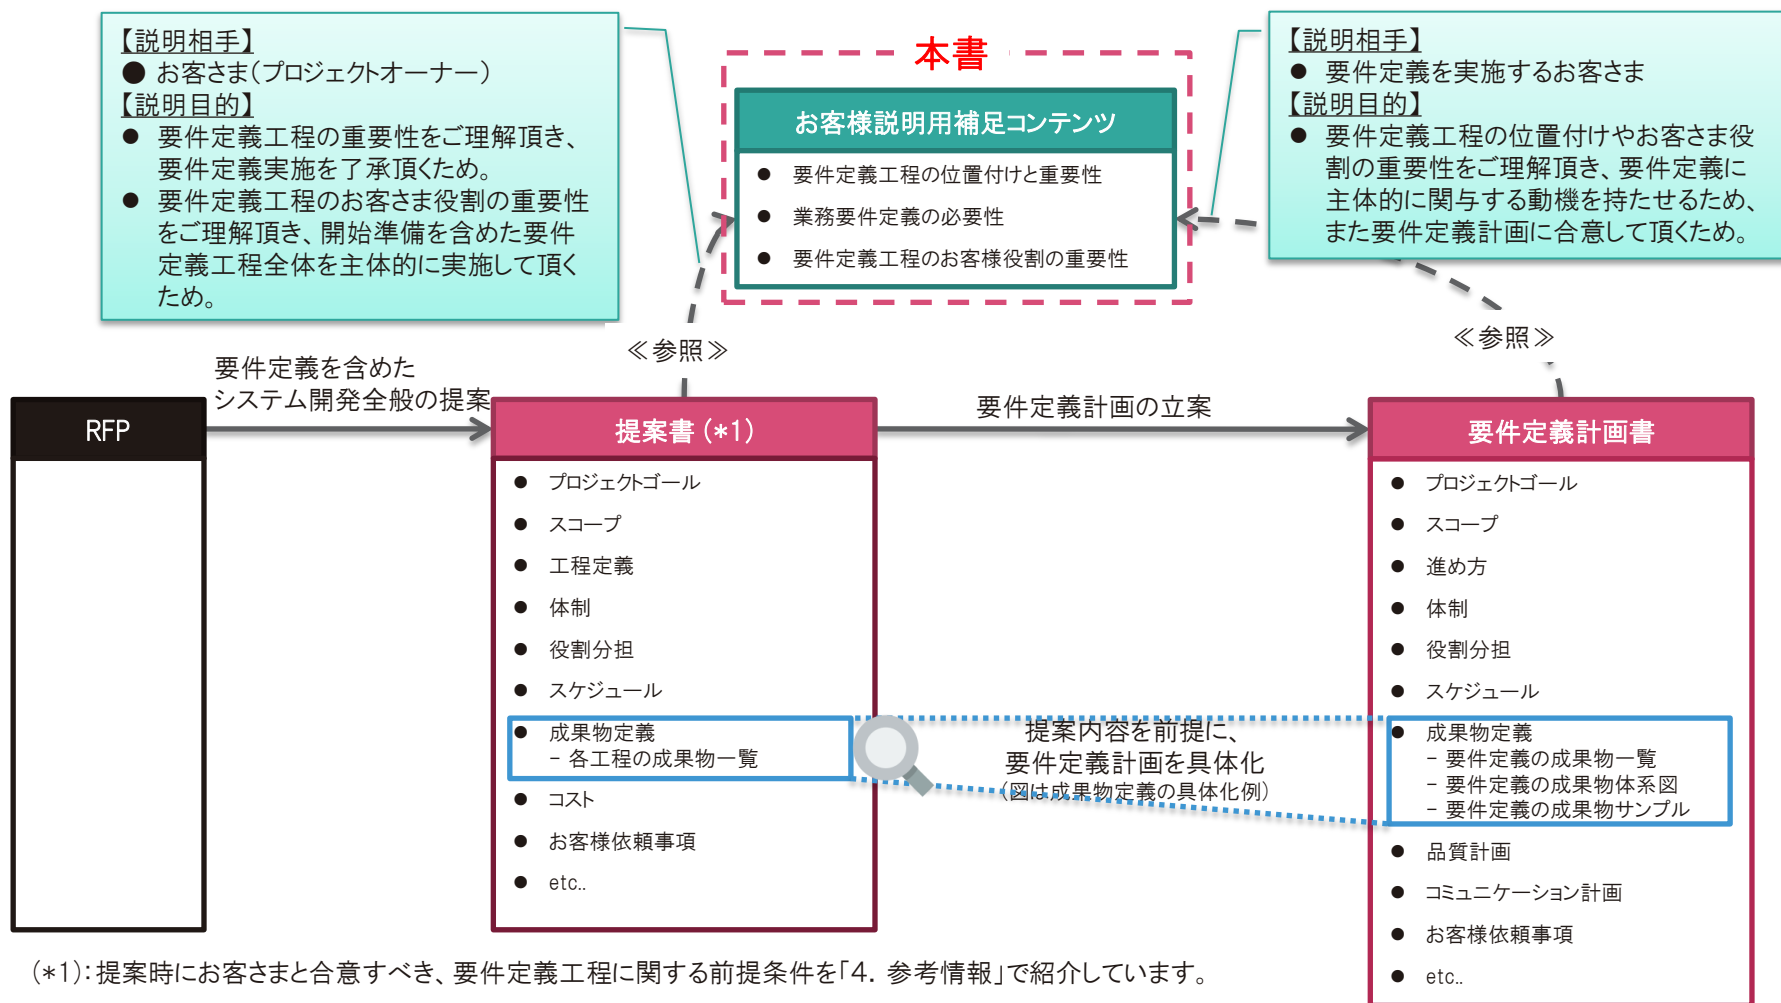 【説明相手】
● お客さま(プロジェクトオーナー)
【説明目的】
● 要件定義工程の重要性をご理解頂き、
要件定義実施を了承頂くため。
● 要件定義工程のお客さま役割の重要性
をご理解頂き、開始準備を含めた要件
定義工程全体を主体的に実施して頂く
ため。
本書
お客様説明用補足コンテンツ
● 要件定義工程の位置付けと重要性
● 業務要件定義の必要性
● 要件定義工程のお客様役割の重要性
【説明相手】
● 要件定義を実施するお客さま
【説明目的】
● 要件定義工程の位置付けやお客さま役
割の重要性をご理解頂き、要件定義に
主体的に関与する動機を持たせるため、
また要件定義計画に合意して頂くため。
≪参照≫
≪参照≫
要件定義を含めた
システム開発全般の提案
要件定義計画の立案
RFP
提案書(*1)
● プロジェクトゴール
● スコープ
● 工程定義
● 体制
● 役割分担
● スケジュール
● 成果物定義
- 各工程の成果物一覧
● コスト
● お客様依頼事項
● etc..
提案内容を前提に、
要件定義計画を具体化
(図は成果物定義の具体化例)
要件定義計画書
● プロジェクトゴール
● スコープ
● 進め方
● 体制
● 役割分担
● スケジュール
● 成果物定義
- 要件定義の成果物一覧
- 要件定義の成果物体系図
- 要件定義の成果物サンプル
● 品質計画
● コミュニケーション計画
● お客様依頼事項
● etc..
(*1):提案時にお客さまと合意すべき、要件定義工程に関する前提条件を「4. 参考情報」で紹介しています。